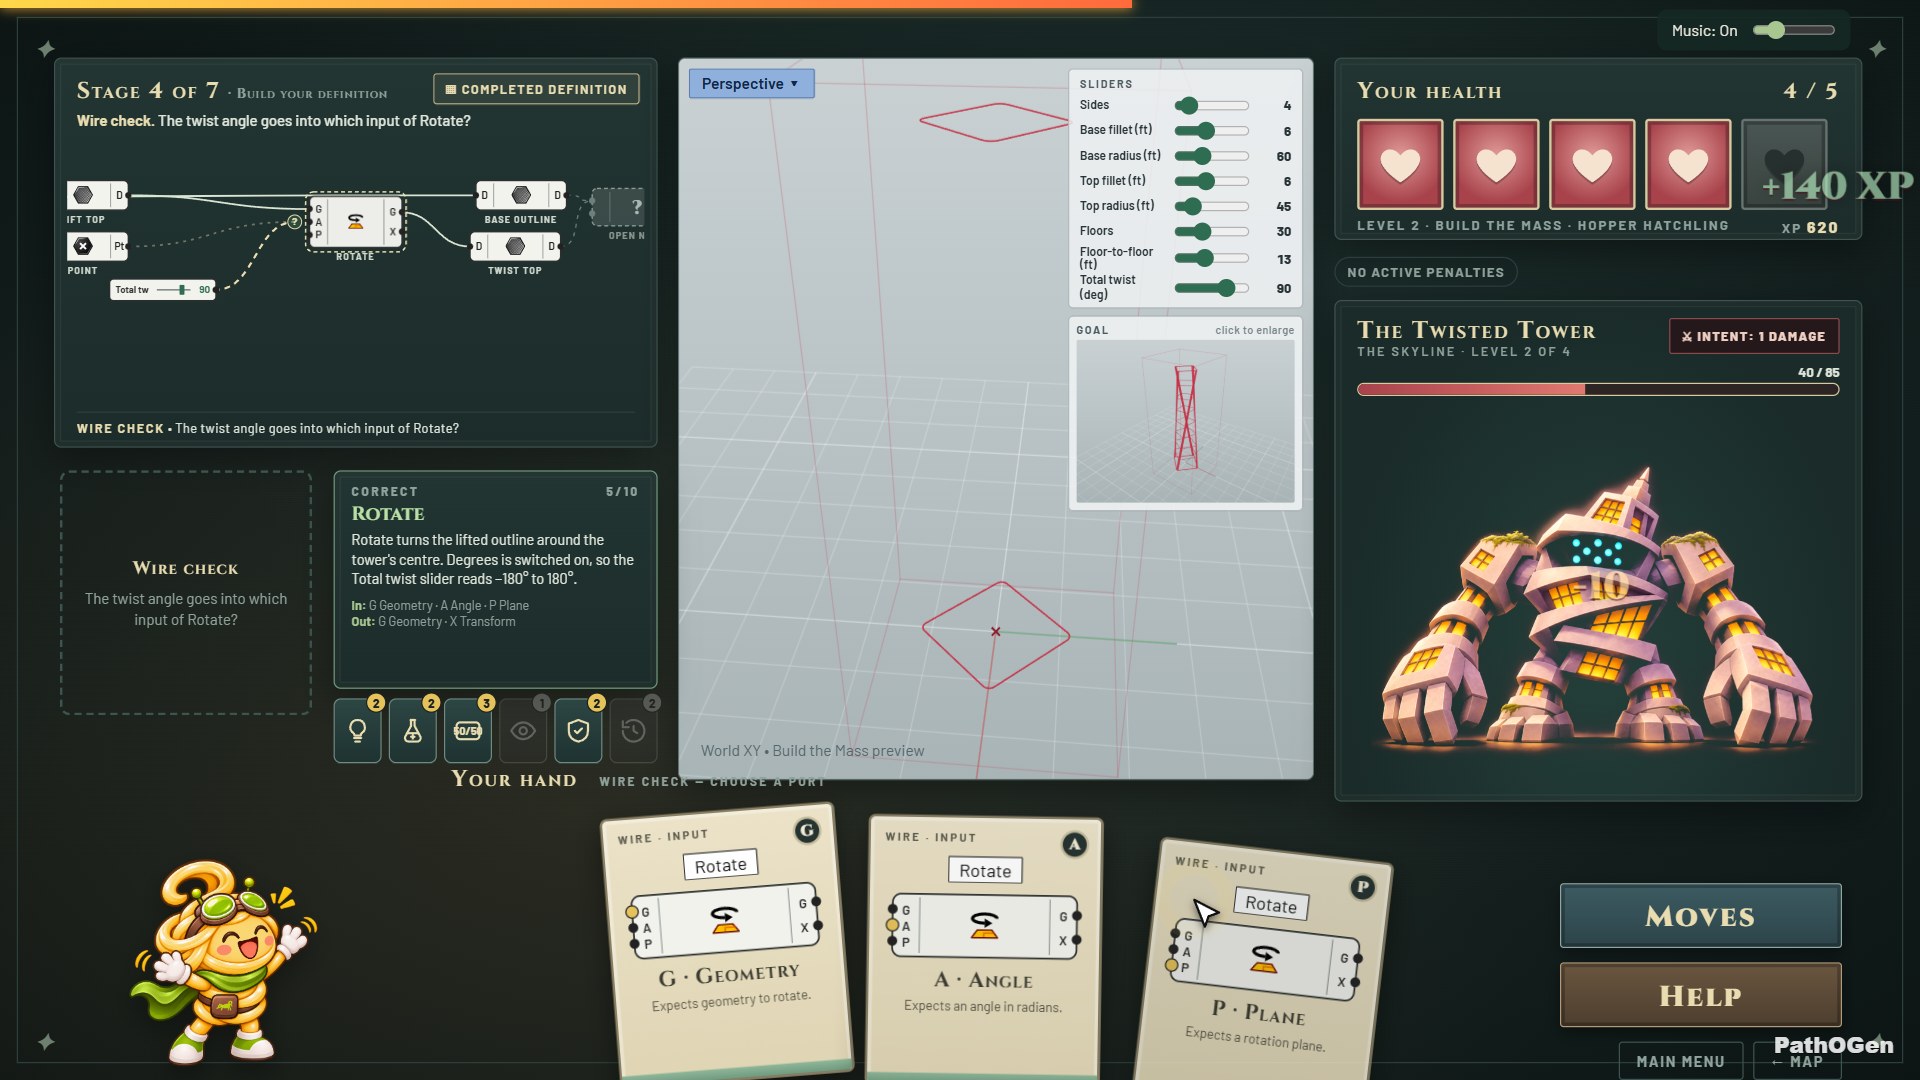 Music: On
STAGE 4 OF 7 · BUILD YOUR DEFINITION
COMPLETED DEFINITION
Wire check. The twist angle goes into which input of Rotate?
D
IFT TOP
Pt
POINT
Total tw 90
?
G
A
P
G
X
ROTATE
D D
BASE OUTLINE
D D
TWIST TOP
?
OPEN N
WIRE CHECK • The twist angle goes into which input of Rotate?
WIRE CHECK
The twist angle goes into which
input of Rotate?
CORRECT 5/10
ROTATE
Rotate turns the lifted outline around the
tower's centre. Degrees is switched on, so the
Total twist slider reads −180° to 180°.
In: G Geometry · A Angle · P Plane
Out: G Geometry · X Transform
2 2 3 1 2 2
50/50
YOUR HAND WIRE CHECK — CHOOSE A PORT
Perspective ▼
SLIDERS
Sides 4
Base fillet (ft) 6
Base radius (ft) 60
Top fillet (ft) 6
Top radius (ft) 45
Floors 30
Floor-to-floor
(ft) 13
Total twist
(deg) 90
GOAL click to enlarge
World XY • Build the Mass preview
YOUR HEALTH 4 / 5
+140 XP
LEVEL 2 · BUILD THE MASS · HOPPER HATCHLING XP 620
NO ACTIVE PENALTIES
THE TWISTED TOWER
THE SKYLINE · LEVEL 2 OF 4
INTENT: 1 DAMAGE
40 / 85
-10
WIRE · INPUT G
Rotate
G
A
P
G
X
G · GEOMETRY
Expects geometry to rotate.
WIRE · INPUT A
Rotate
G
A
P
G
X
A · ANGLE
Expects an angle in radians.
WIRE · INPUT P
Rotate
G
A
P
G
X
P · PLANE
Expects a rotation plane.
MOVES
HELP
MAIN MENU
← MAP
PathOGen